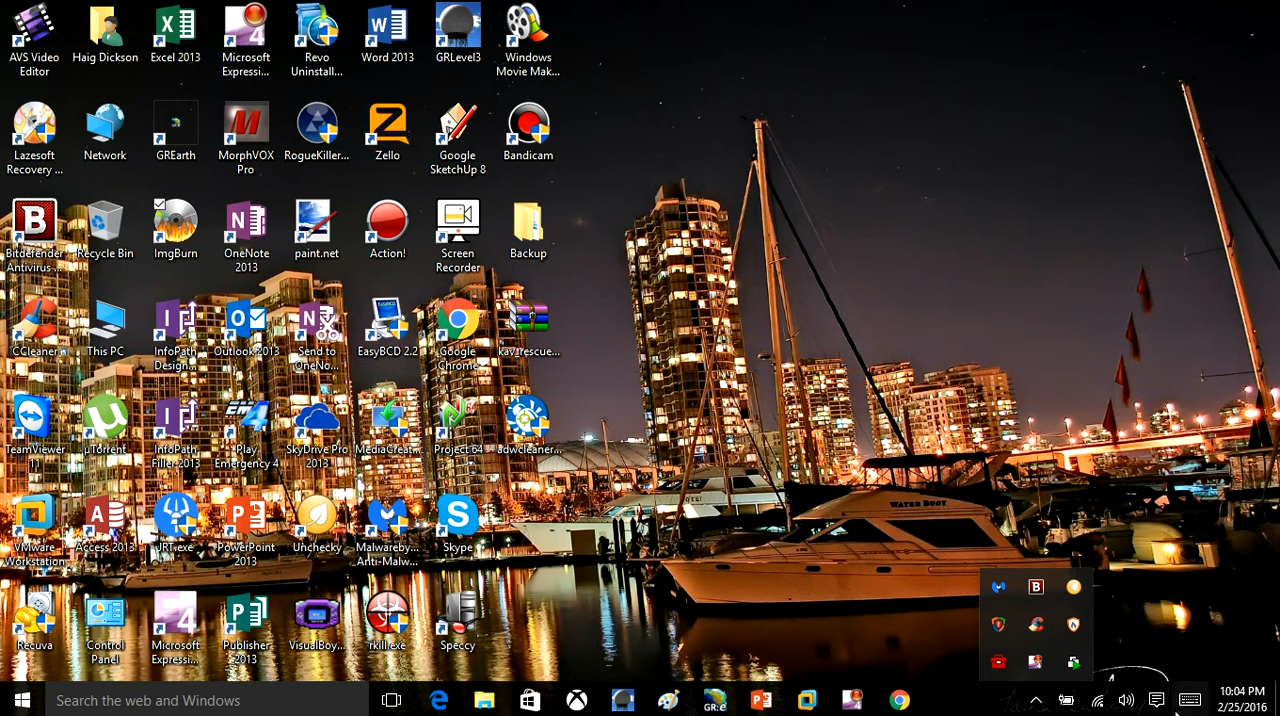 AVS Video
Editor
Haig Dickson
Excel 2013
Microsoft
Expressi...
Revo
Uninstall...
Word 2013
GRLevel3
Windows
Movie Mak...
Lazesoft
Recovery ...
Network
GREarth
MorphVOX
Pro
RogueKiller...
Zello
Google
SketchUp 8
Bandicam
Bitdefender
Antivirus ...
Recycle Bin
ImgBurn
OneNote
2013
paint.net
Action!
Screen
Recorder
Backup
CCleaner
This PC
InfoPath
Design...
Outlook 2013
Send to
OneNo...
EasyBCD 2.2
Google
Chrome
kav_rescue...
TeamViewer
11
µTorrent
InfoPath
Filler 2013
Play
Emergency 4
SkyDrive Pro
2013
MediaCreat...
Project 64
adwcleaner...
VMware
Workstation
Access 2013
JRT.exe
PowerPoint
2013
Unchecky
Malwareby...
Anti-Malw...
Skype
WATER BUOY
Recuva
Control
Panel
Microsoft
Expressi...
Publisher
2013
VisualBoy...
rkill.exe
Speccy
Search the web and Windows
GR:e
10:04 PM
2/25/2016